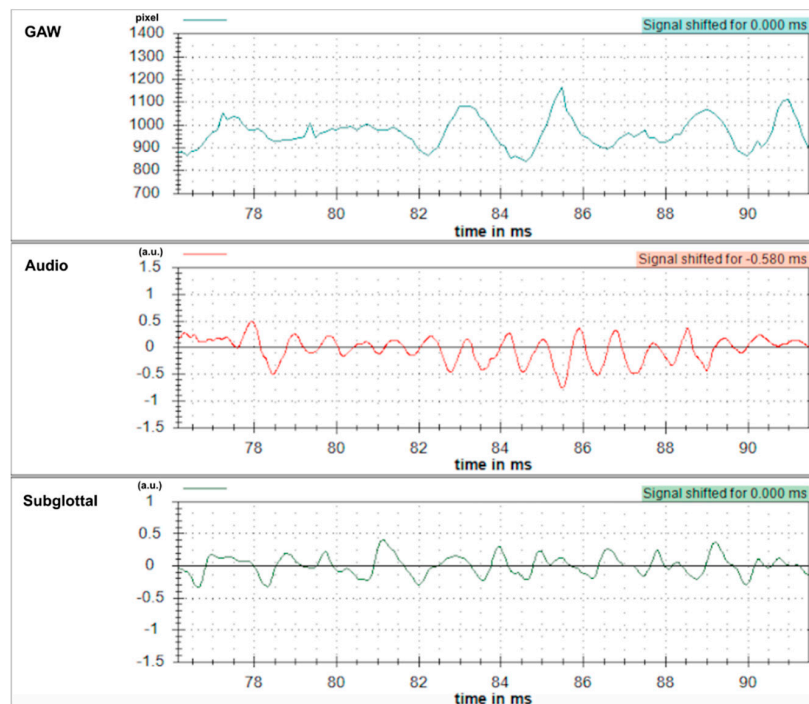 GAW
pixel
Signal shifted for 0.000 ms
1400
1300
1200
1100
1000
900
800
700
78 80 82 84 86 88 90
time in ms
Audio
(a.u.)
Signal shifted for -0.580 ms
1.5
1
0.5
0
-0.5
-1
-1.5
78 80 82 84 86 88 90
time in ms
Subglottal
(a.u.)
Signal shifted for 0.000 ms
1
0.5
0
-0.5
-1
-1.5
78 80 82 84 86 88 90
time in ms